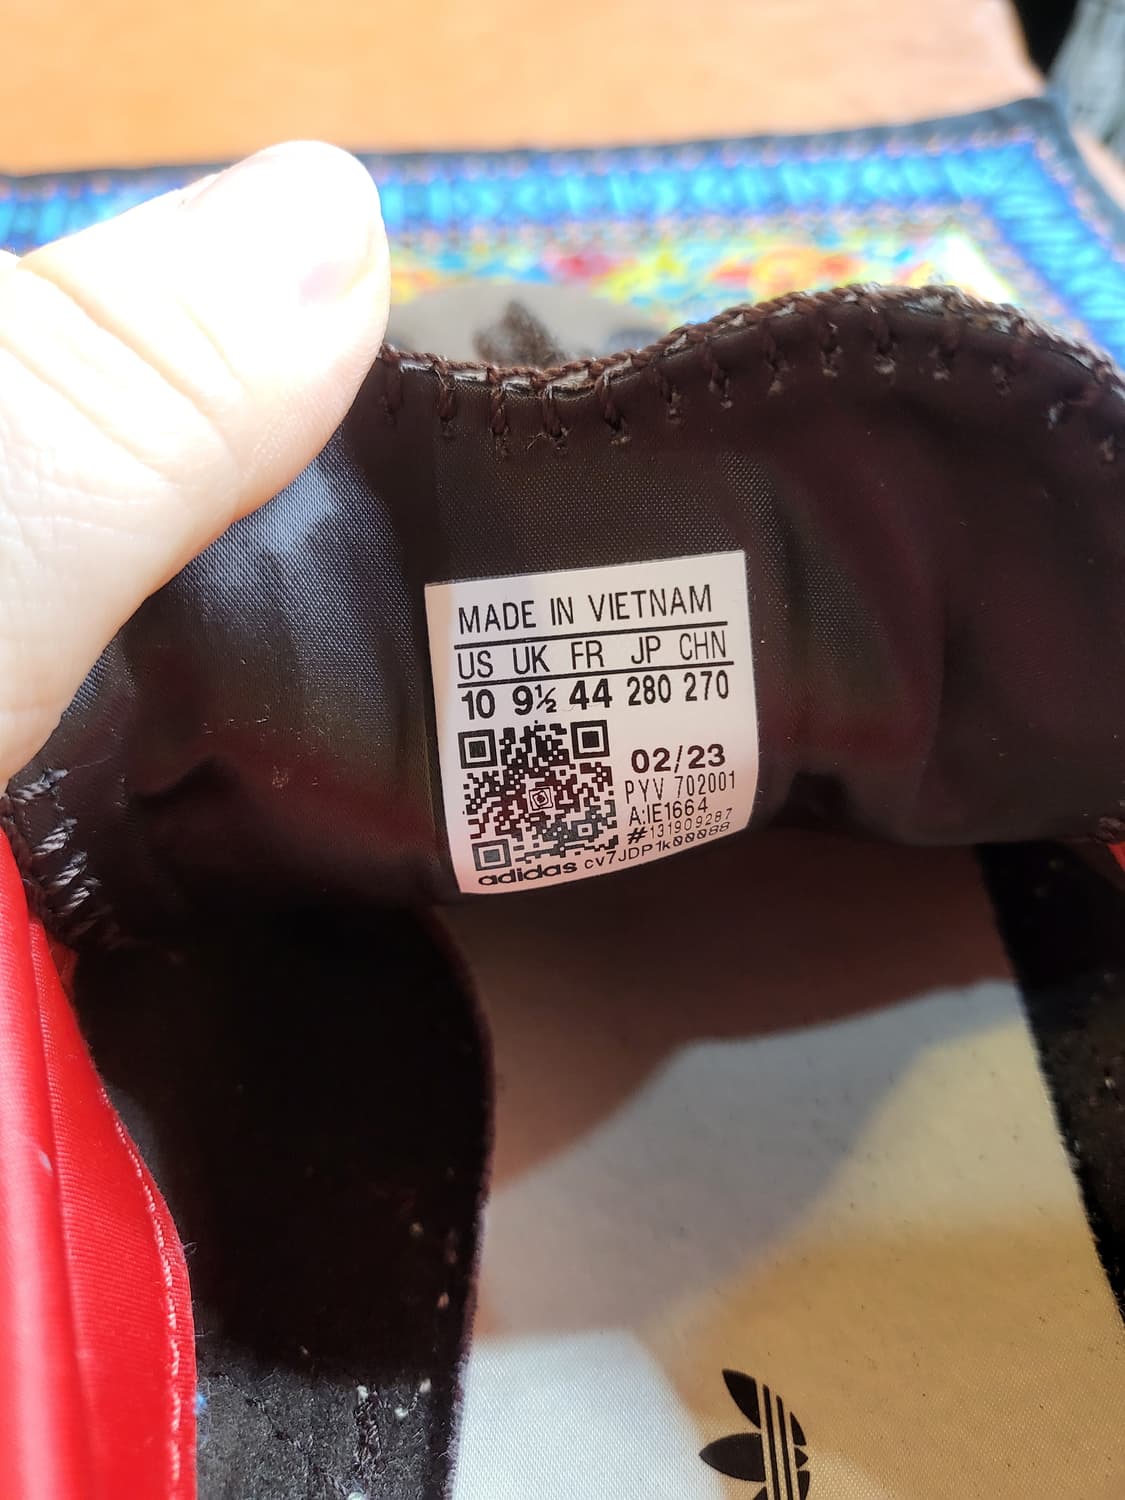 MADE IN VIETNAM
US UK FR JP CHN
10 9½ 44 280 270
02/23
PYV 702001
A:IE1664
#131909287
adidas cv7JDP1k00088